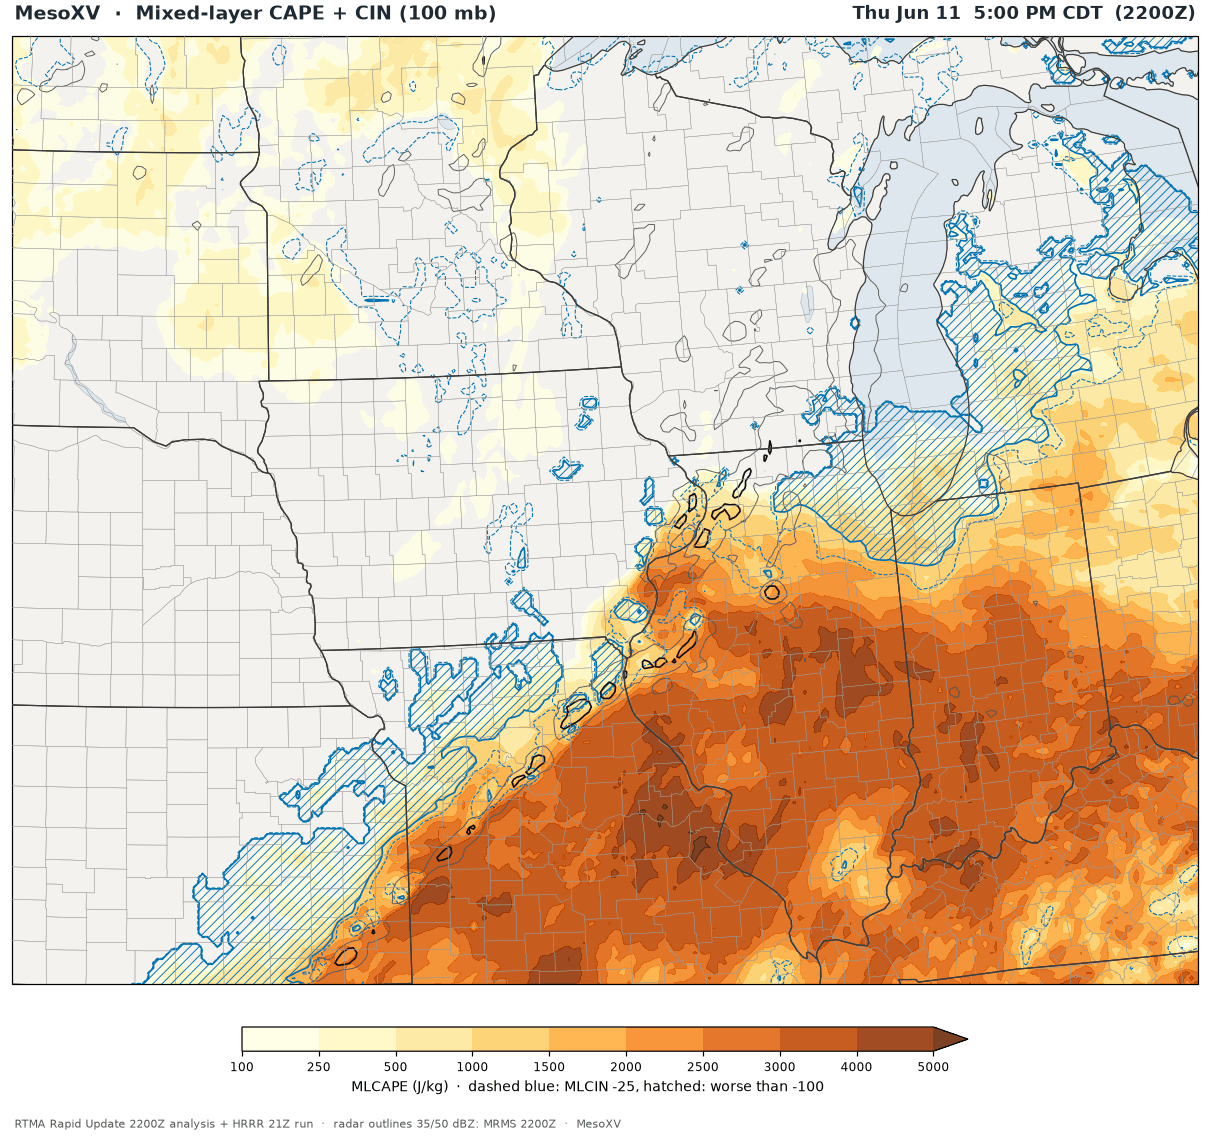 MesoXV · Mixed-layer CAPE + CIN (100 mb)
Thu Jun 11 5:00 PM CDT (2200Z)
100 250 500 1000 1500 2000 2500 3000 4000 5000
MLCAPE (J/kg) · dashed blue: MLCIN -25, hatched: worse than -100
RTMA Rapid Update 2200Z analysis + HRRR 21Z run · radar outlines 35/50 dBZ: MRMS 2200Z · MesoXV